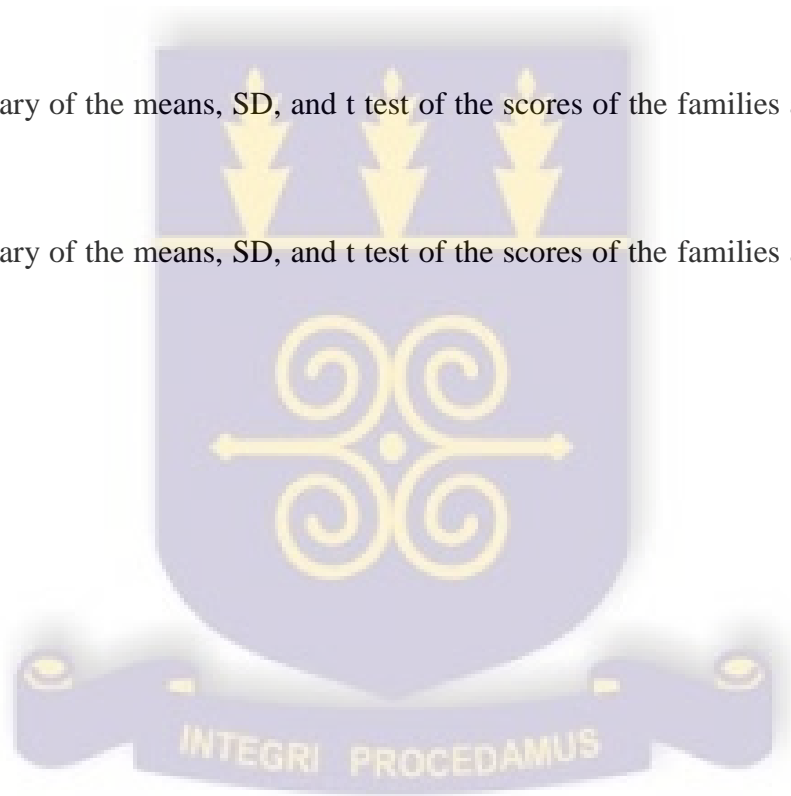 ary of the means, SD, and t test of the scores of the families
ary of the means, SD, and t test of the scores of the families
INTEGRI PROCEDAMUS